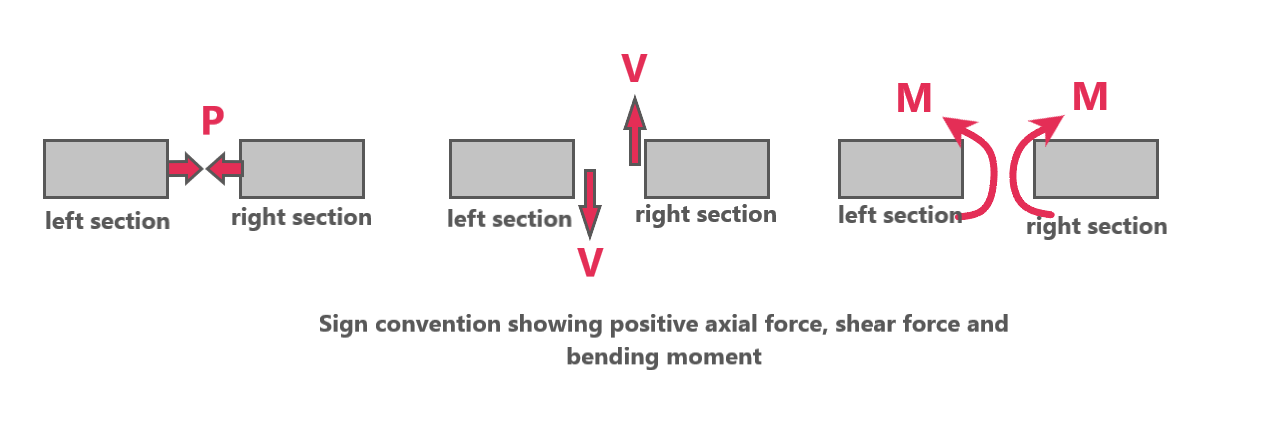 P
left section
right section
V
V
left section
right section
M
M
left section
right section
Sign convention showing positive axial force, shear force and
bending moment